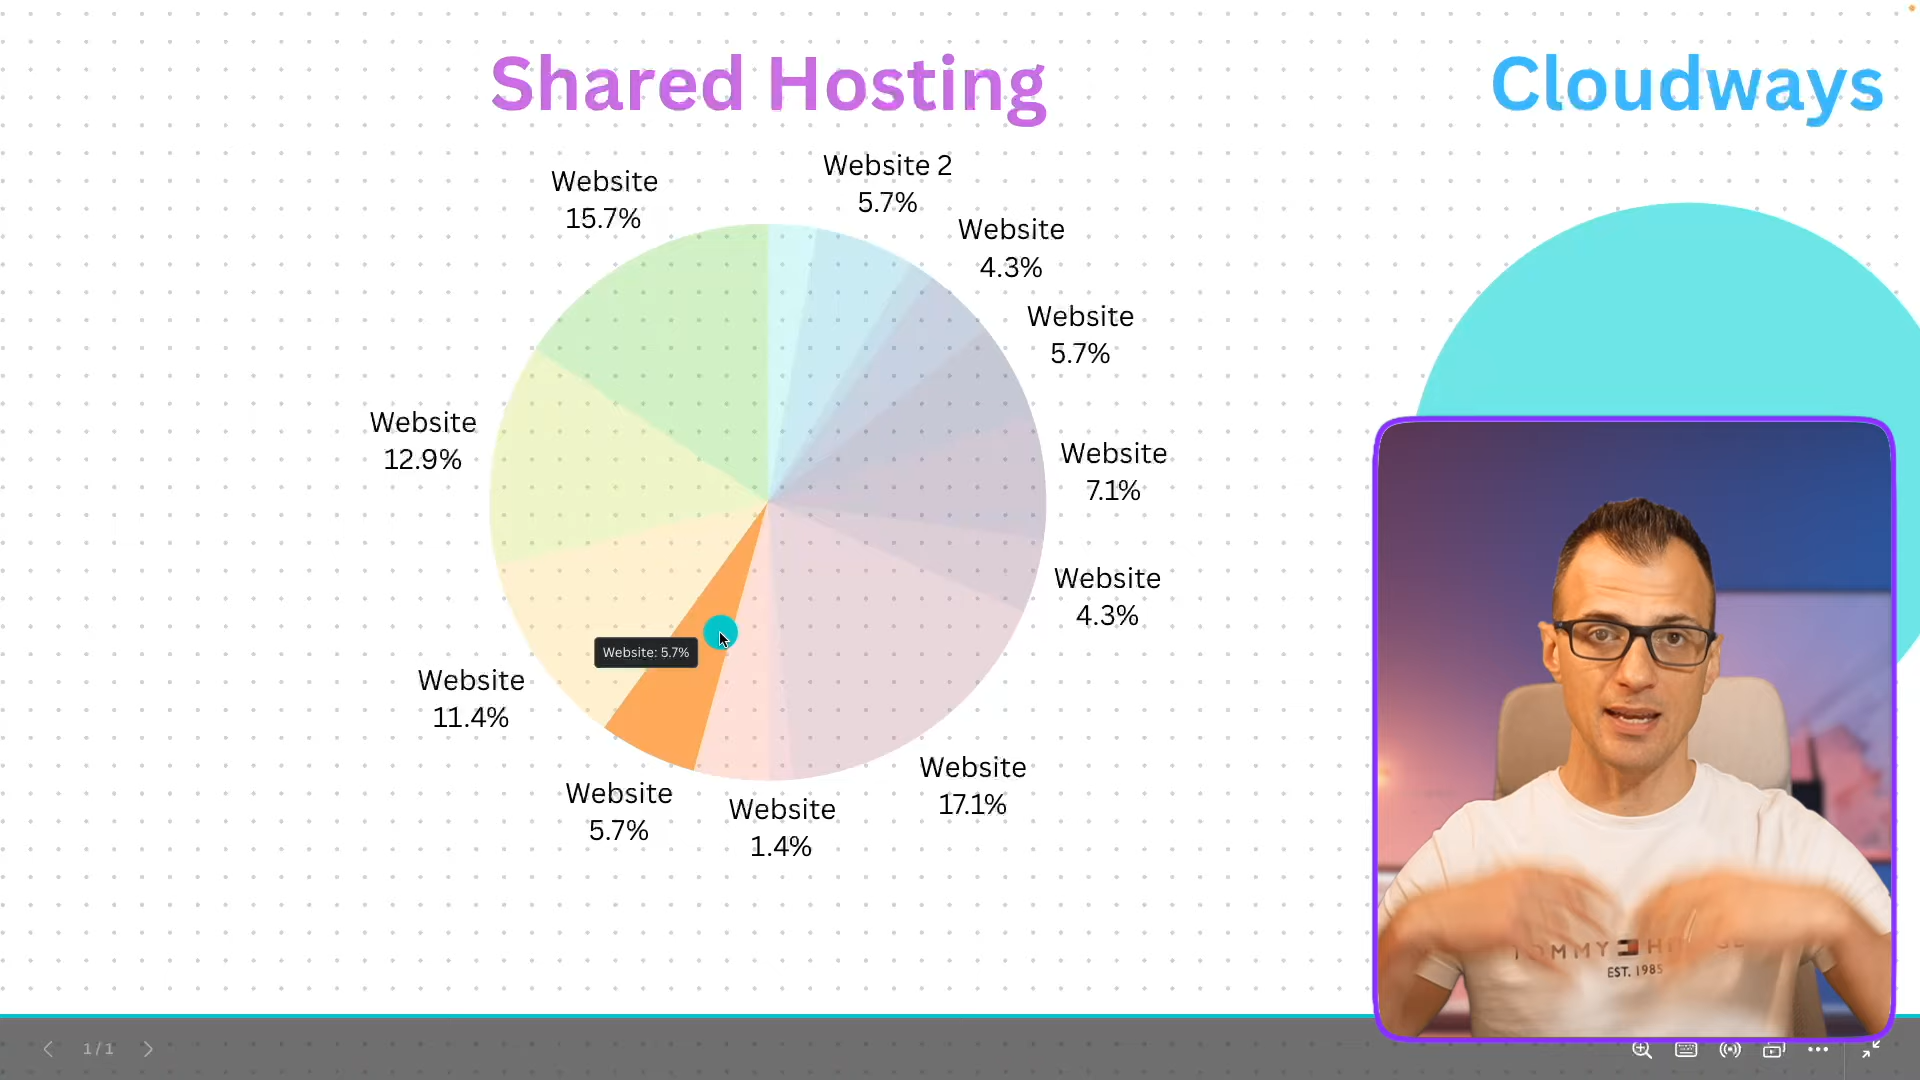 Shared Hosting
Cloudways
Website 2
5.7%
Website
15.7%
Website
4.3%
Website
5.7%
Website
12.9%
Website
7.1%
Website
4.3%
Website: 5.7%
Website
11.4%
Website
17.1%
Website
5.7%
Website
1.4%
TOMMY
EST. 1985
1 / 1